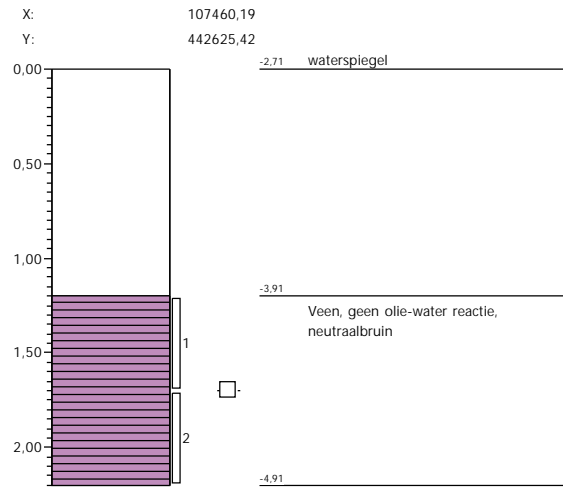 X: 107460,19
Y: 442625,42
0,00 -2,71 waterspiegel
0,50
1,00
-3,91
Veen, geen olie-water reactie,
neutraalbruin
1,50 1
2,00 2
-4,91